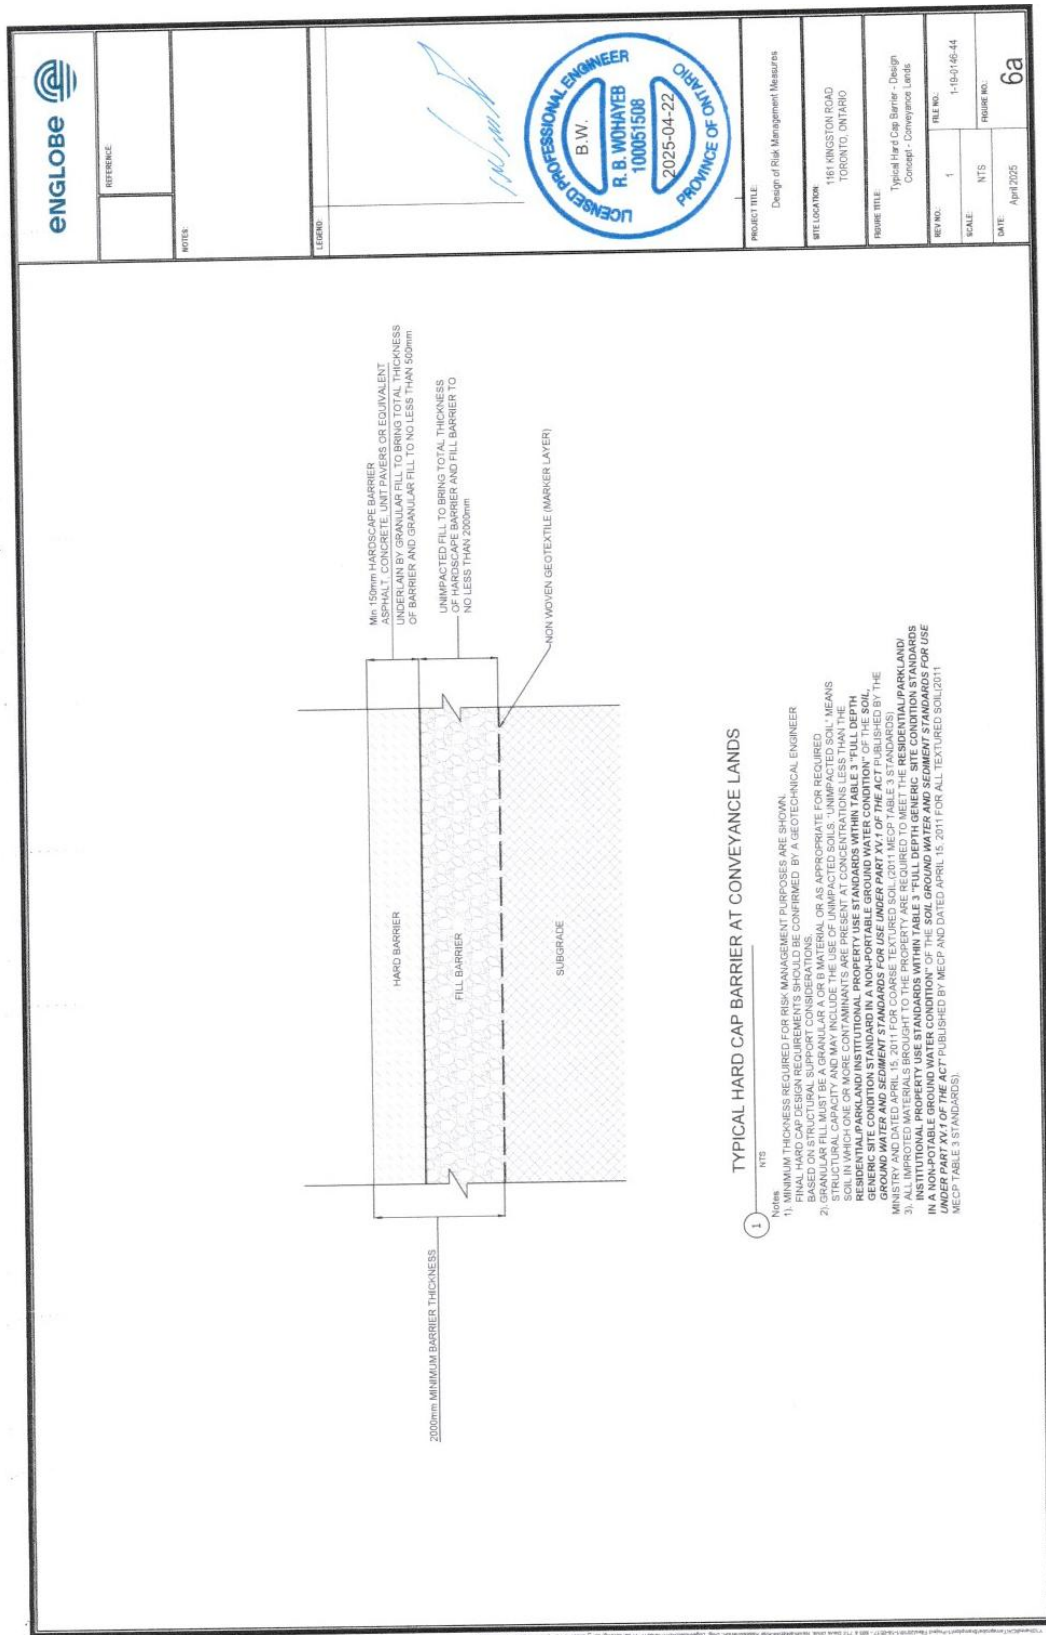 2000mm MINIMUM BARRIER THICKNESS
HARD BARRIER
FILL BARRIER
SUBGRADE
Min 150mm HARDSCAPE BARRIER
ASPHALT, CONCRETE, UNIT PAVERS OR EQUIVALENT
UNDERLAIN BY GRANULAR FILL TO BRING TOTAL THICKNESS
OF BARRIER AND GRANULAR FILL TO NO LESS THAN 500mm
UNIMPACTED FILL TO BRING TOTAL THICKNESS
OF HARDSCAPE BARRIER AND FILL BARRIER TO
NO LESS THAN 2000mm
NON WOVEN GEOTEXTILE (MARKER LAYER)
1
TYPICAL HARD CAP BARRIER AT CONVEYANCE LANDS
NTS
Notes
1). MINIMUM THICKNESS REQUIRED FOR RISK MANAGEMENT PURPOSES ARE SHOWN.
FINAL HARD CAP DESIGN REQUIREMENTS SHOULD BE CONFIRMED BY A GEOTECHNICAL ENGINEER
BASED ON STRUCTURAL SUPPORT CONSIDERATIONS.
2). GRANULAR FILL MUST BE A GRANULAR A OR B MATERIAL OR AS APPROPRIATE FOR REQUIRED
STRUCTURAL CAPACITY AND MAY INCLUDE THE USE OF UNIMPACTED SOILS. "UNIMPACTED SOIL" MEANS
SOIL IN WHICH ONE OR MORE CONTAMINANTS ARE PRESENT AT CONCENTRATIONS LESS THAN THE
RESIDENTIAL/PARKLAND/ INSTITUTIONAL PROPERTY USE STANDARDS WITHIN TABLE 3 "FULL DEPTH
GENERIC SITE CONDITION STANDARD IN A NON-PORTABLE GROUND WATER CONDITION" OF THE SOIL,
GROUND WATER AND SEDIMENT STANDARDS FOR USE UNDER PART XV.1 OF THE ACT PUBLISHED BY THE
MINISTRY AND DATED APRIL 15, 2011 FOR COARSE TEXTURED SOIL.(2011 MECP TABLE 3 STANDARDS)
3). ALL IMPROTED MATERIALS BROUGHT TO THE PROPERTY ARE REQUIRED TO MEET THE RESIDENTIAL/PARKLAND/
INSTITUTIONAL PROPERTY USE STANDARDS WITHIN TABLE 3 "FULL DEPTH GENERIC SITE CONDITION STANDARDS
IN A NON-POTABLE GROUND WATER CONDITION" OF THE SOIL GROUND WATER AND SEDIMENT STANDARDS FOR USE
UNDER PART XV.1 OF THE ACT" PUBLISHED BY MECP AND DATED APRIL 15, 2011 FOR ALL TEXTURED SOIL(2011
MECP TABLE 3 STANDARDS).
eNGLOBE
REFERENCE
NOTES:
LEGEND:
LICENSED PROFESSIONAL ENGINEER
B.W.
R. B. WOHAYEB
100051508
2025-04-22
PROVINCE OF ONTARIO
PROJECT TITLE:
Design of Risk Management Measures
SITE LOCATION:
1161 KINGSTON ROAD
TORONTO, ONTARIO
FIGURE TITLE:
Typical Hard Cap Barrier - Design
Concept - Conveyance Lands
REV NO.:
1
FILE NO.:
1-19-0146-44
SCALE:
NTS
FIGURE NO.:
6a
DATE:
April 2025